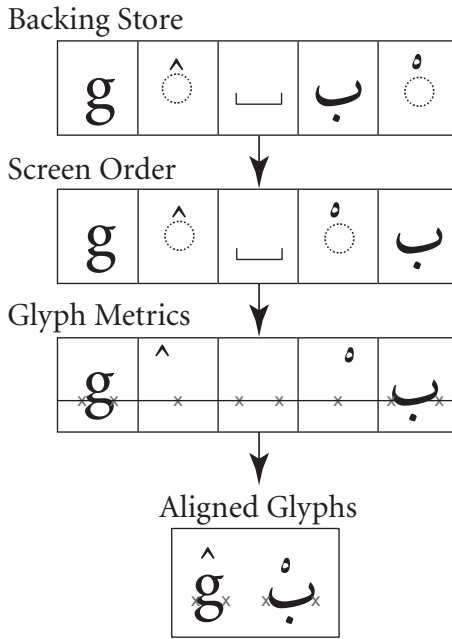 Backing Store
g ◌̂ ⎵ ب
Screen Order
g ◌̂ ⎵ ب
Glyph Metrics
g ̂ ب
Aligned Glyphs
ĝ ب